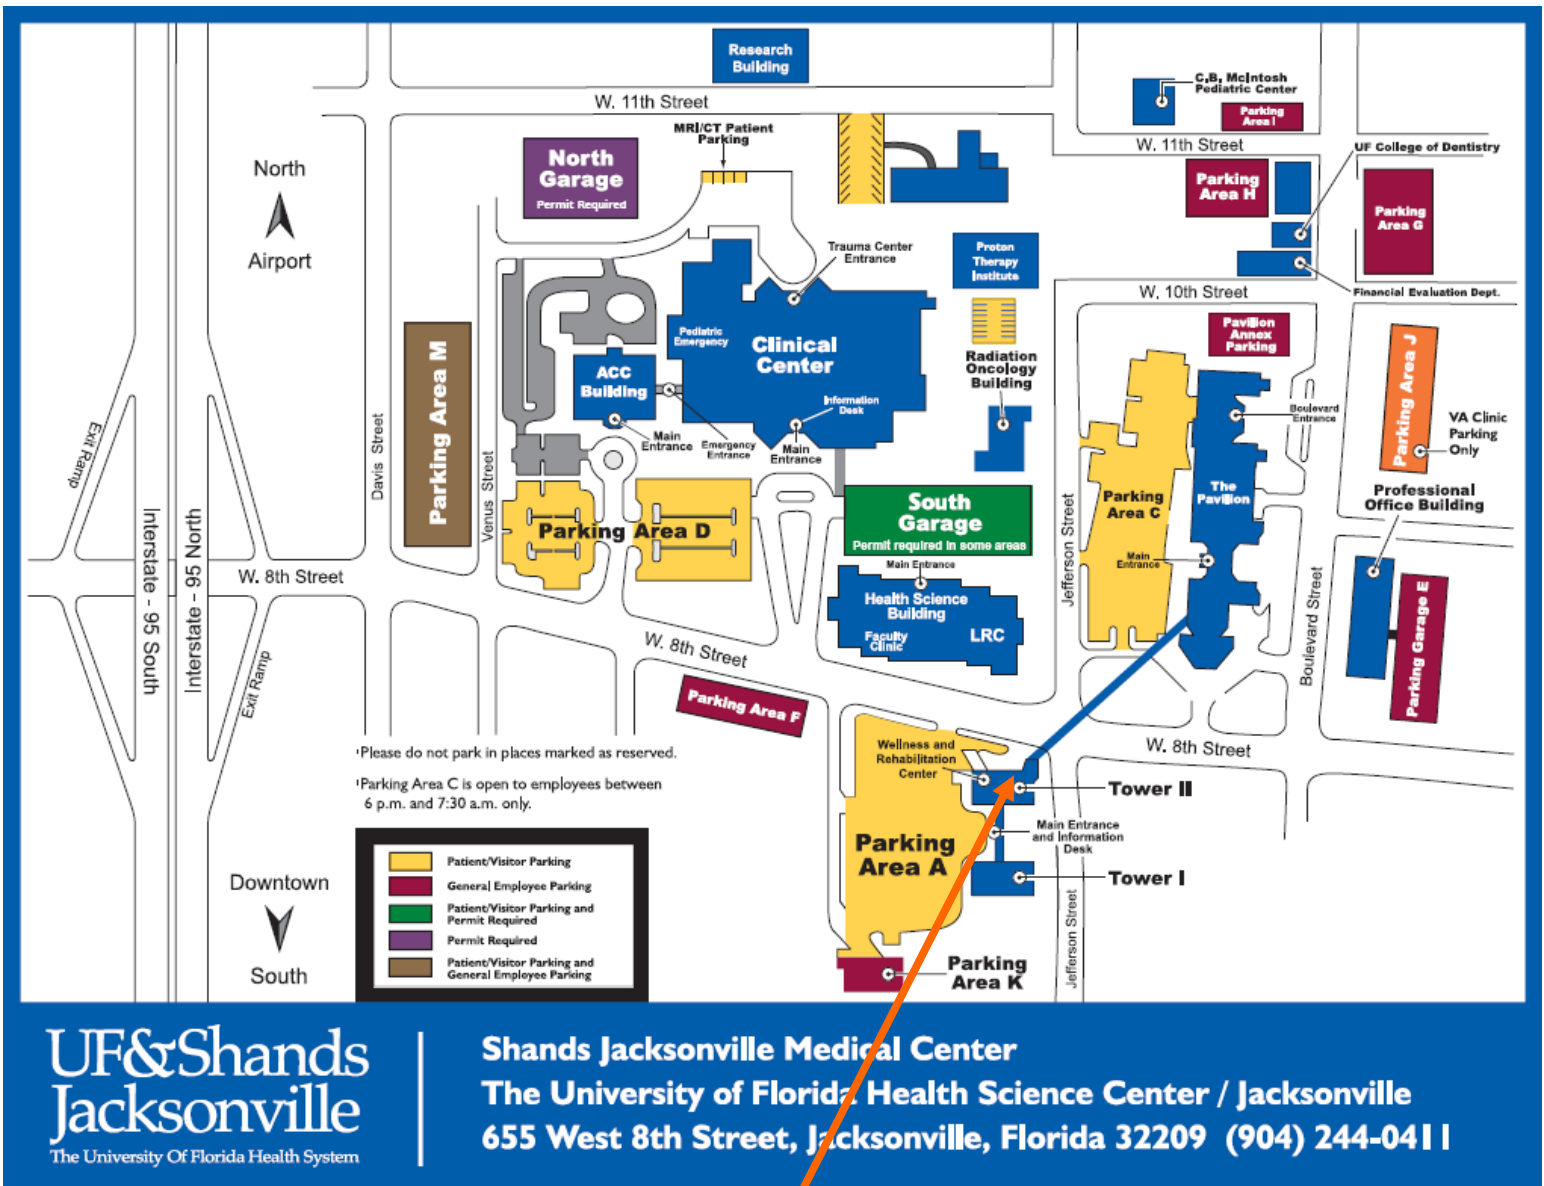 Research
Building
W. 11th Street
C.B. McIntosh
Pediatric Center
Parking
Area I
MRI/CT Patient
Parking
W. 11th Street
UF College of Dentistry
North
Garage
Permit Required
North
Airport
Parking
Area H
Parking
Area G
Trauma Center
Entrance
Proton
Therapy
Institute
W. 10th Street
Financial Evaluation Dept.
Pediatric
Emergency
Clinical
Center
Pavilion
Annex
Parking
Radiation
Oncology
Building
Parking Area M
ACC
Building
Information
Desk
Boulevard
Entrance
Parking Area J
VA Clinic
Parking
Only
Main
Entrance
Emergency
Entrance
Main
Entrance
Exit Ramp
Davis Street
Venus Street
The
Pavilion
Parking
Area C
Professional
Office Building
South
Garage
Permit required in some areas
Parking Area D
Interstate - 95 South
Interstate - 95 North
W. 8th Street
Jefferson Street
Main
Entrance
Main Entrance
Health Science
Building
Faculty
Clinic
LRC
Boulevard Street
Parking Garage E
W. 8th Street
Exit Ramp
Parking Area F
W. 8th Street
Wellness and
Rehabilitation
Center
'Please do not park in places marked as reserved.
'Parking Area C is open to employees between
6 p.m. and 7:30 a.m. only.
Tower II
Main Entrance
and Information
Desk
Parking
Area A
Tower I
Patient/Visitor Parking
General Employee Parking
Patient/Visitor Parking and
Permit Required
Permit Required
Patient/Visitor Parking and
General Employee Parking
Downtown
South
Jefferson Street
Parking
Area K
UF&Shands
Jacksonville
The University Of Florida Health System
Shands Jacksonville Medical Center
The University of Florida Health Science Center / Jacksonville
655 West 8th Street, Jacksonville, Florida 32209 (904) 244-0411